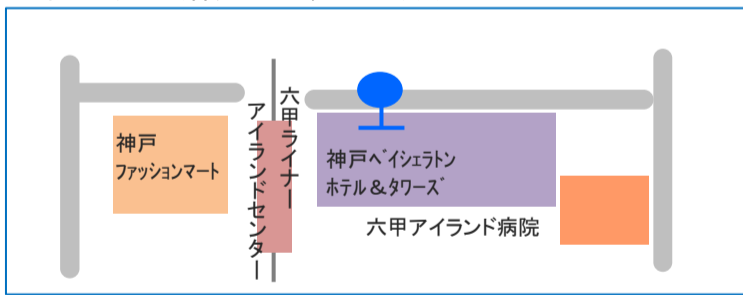 神戸
ファッションマート
アイランドセンター
六甲ライナー
神戸ベイシェラトン
ホテル＆タワーズ
六甲アイランド病院